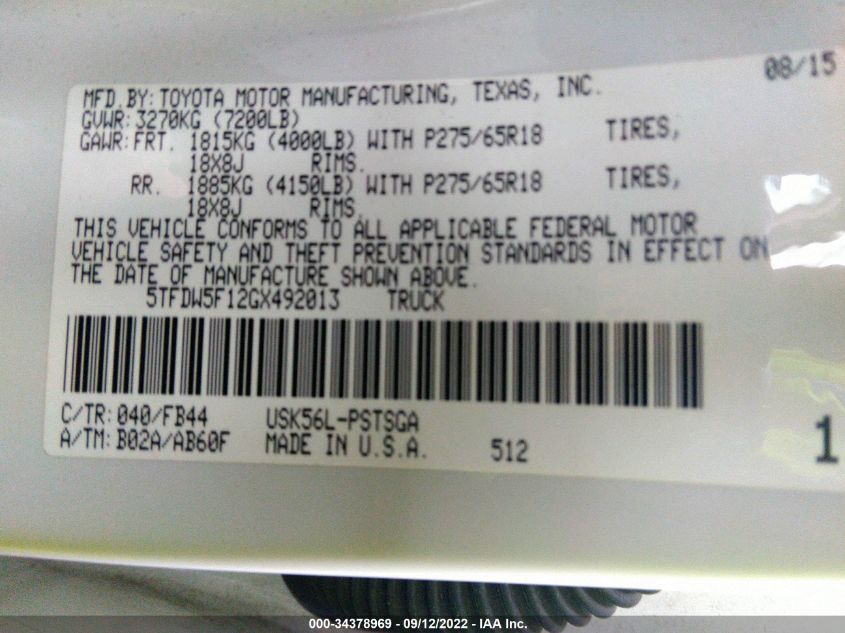 08/15
MFD. BY: TOYOTA MOTOR MANUFACTURING, TEXAS, INC.
GVWR: 3270KG (7200LB)
GAWR: FRT. 1815KG (4000LB) WITH P275/65R18 TIRES,
18X8J RIMS.
RR. 1885KG (4150LB) WITH P275/65R18 TIRES,
18X8J RIMS.
THIS VEHICLE CONFORMS TO ALL APPLICABLE FEDERAL MOTOR
VEHICLE SAFETY AND THEFT PREVENTION STANDARDS IN EFFECT ON
THE DATE OF MANUFACTURE SHOWN ABOVE.
5TFDW5F12GX492013 TRUCK
C/TR: 040/FB44 USK56L-PSTSGA
A/TM: B02A/AB60F MADE IN U.S.A. 512
1
000-34378969 - 09/12/2022 - IAA Inc.